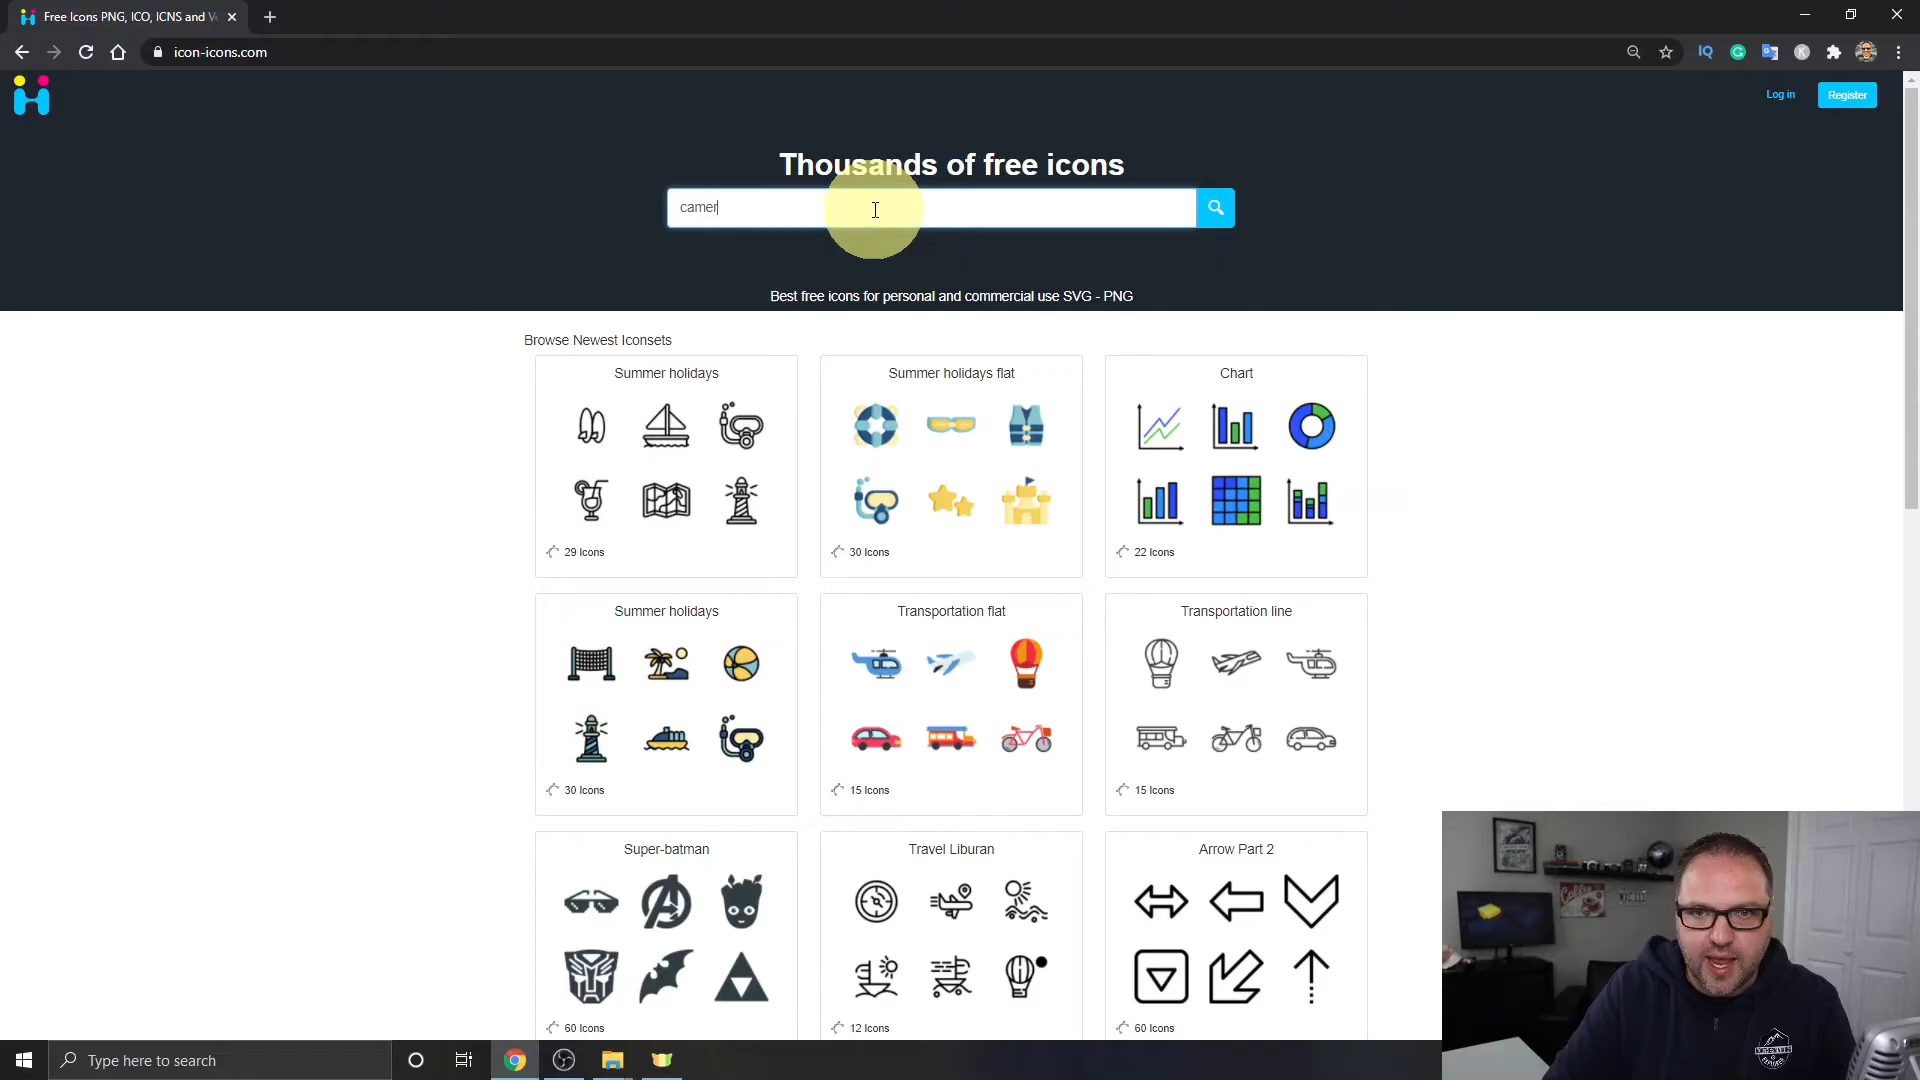 Free Icons PNG, ICO, ICNS and V
icon-icons.com
IQ
Log in
Register
Thousands of free icons
camer
Best free icons for personal and commercial use SVG - PNG
Browse Newest Iconsets
Summer holidays
Summer holidays flat
Chart
29 Icons
30 Icons
22 Icons
Summer holidays
Transportation flat
Transportation line
30 Icons
15 Icons
15 Icons
Super-batman
Travel Liburan
Arrow Part 2
60 Icons
12 Icons
60 Icons
Type here to search